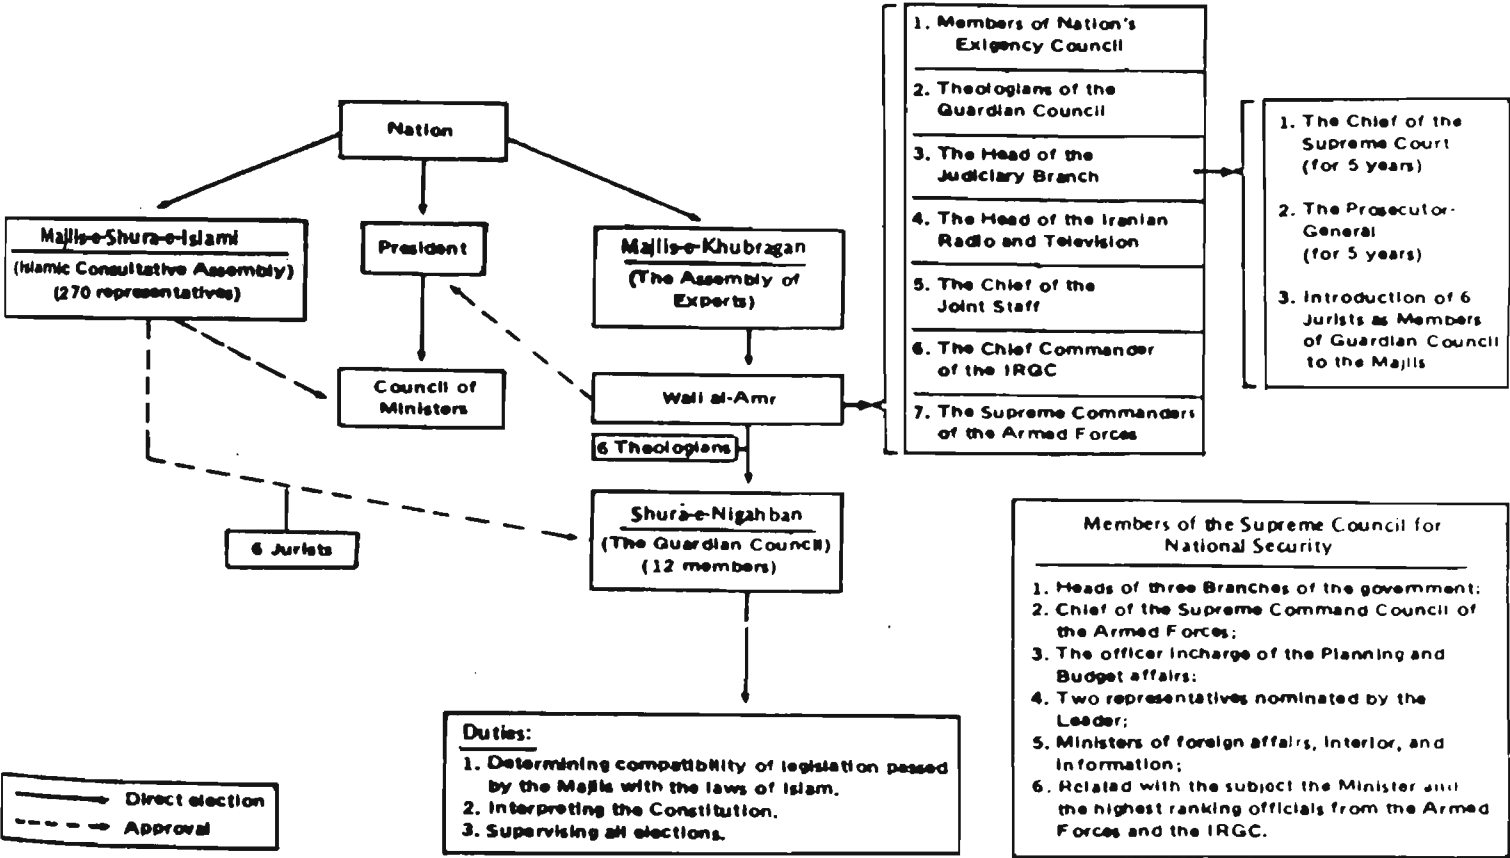 Nation
Majlis-e-Shura-e-Islami
(Islamic Consultative Assembly)
(270 representatives)
President
Majlis-e-Khubragan
(The Assembly of
Experts)
Council of
Ministers
Wali al-Amr
6 Theologians
Shura-e-Nigahban
(The Guardian Council)
(12 members)
6 Jurists
1. Members of Nation's
Exigency Council
2. Theologians of the
Guardian Council
3. The Head of the
Judiciary Branch
4. The Head of the Iranian
Radio and Television
5. The Chief of the
Joint Staff
6. The Chief Commander
of the IRGC
7. The Supreme Commanders
of the Armed Forces
1. The Chief of the
Supreme Court
(for 5 years)
2. The Prosecutor-
General
(for 5 years)
3. Introduction of 6
Jurists as Members
of Guardian Council
to the Majlis
Duties:
1. Determining compatibility of legislation passed
by the Majlis with the laws of Islam.
2. Interpreting the Constitution.
3. Supervising all elections.
Direct election
Approval
Members of the Supreme Council for
National Security
1. Heads of three Branches of the government;
2. Chief of the Supreme Command Council of
the Armed Forces;
3. The officer incharge of the Planning and
Budget affairs;
4. Two representatives nominated by the
Leader;
5. Ministers of foreign affairs, interior, and
information;
6. Related with the subject the Minister and
the highest ranking officials from the Armed
Forces and the IRGC.